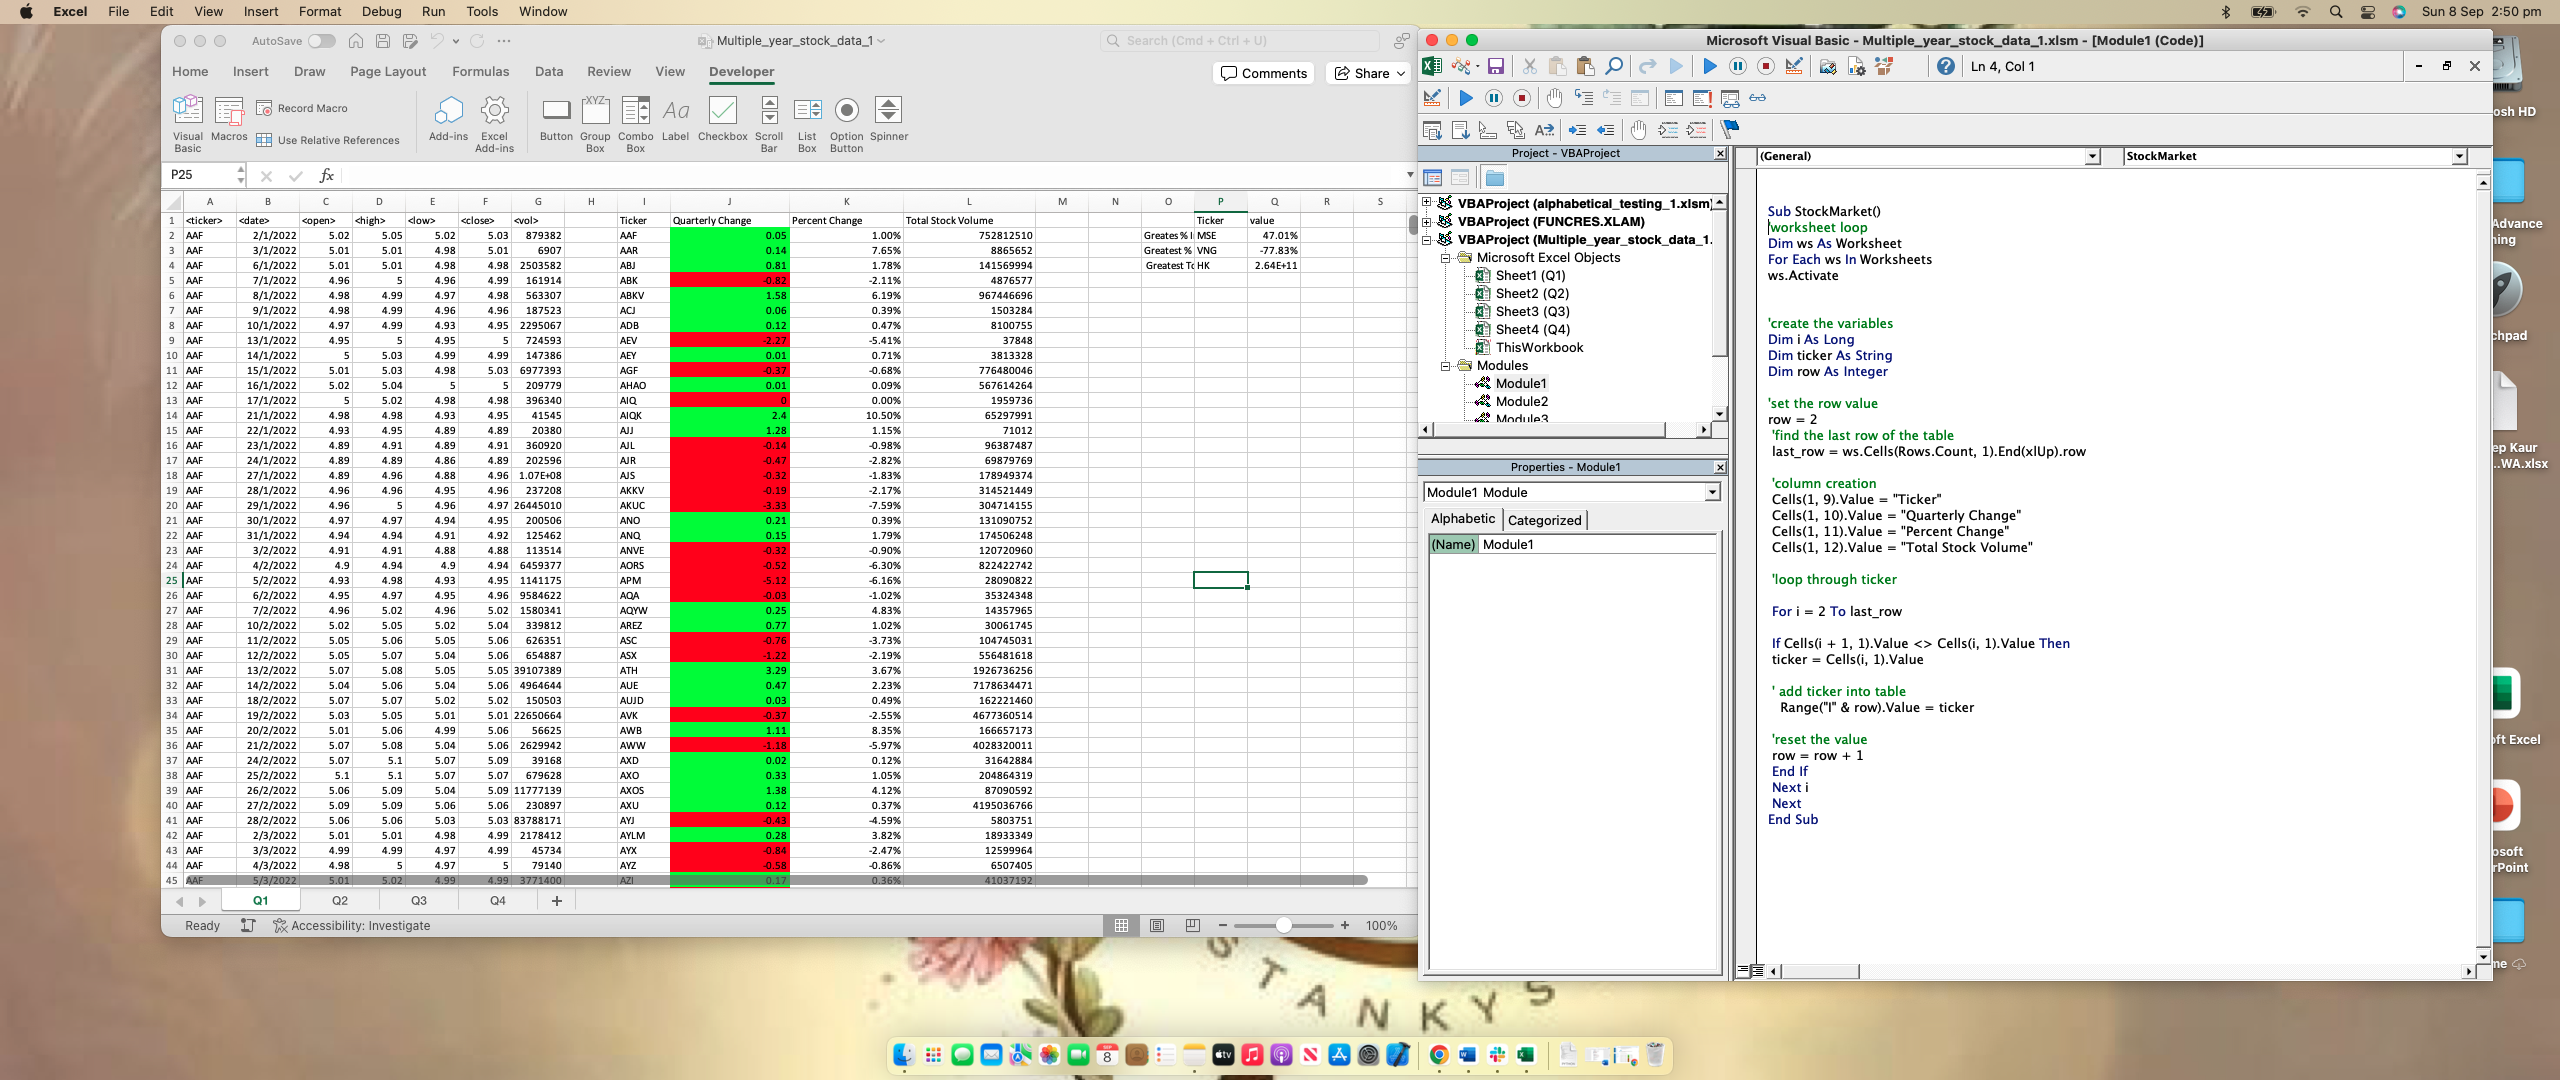 Excel File Edit View Insert Format Debug Run Tools Window Sun 8 Sep 2:50 pm
AutoSave Multiple_year_stock_data_1 Search (Cmd + Ctrl + U)
Home Insert Draw Page Layout Formulas Data Review View Developer Comments Share
Visual Basic Macros Record Macro Use Relative References Add-ins Excel Add-ins Button Group Box Combo Box Label Checkbox Scroll Bar List Box Option Button Spinner
P25 fx
A B C D E F G H I J K L M N O P Q R S
1 <ticker> <date> <open> <high> <low> <close> <vol> Ticker Quarterly Change Percent Change Total Stock Volume Ticker value
2 AAF 2/1/2022 5.02 5.05 5.02 5.03 879382 AAF 0.05 1.00% 752812510 Greates % I MSE 47.01%
3 AAF 3/1/2022 5.01 5.01 4.98 5.01 6907 AAR 0.14 7.65% 8865652 Greatest % VNG -77.83%
4 AAF 6/1/2022 5.01 5.01 4.98 4.98 2503582 ABJ 0.81 1.78% 141569994 Greatest To HK 2.64E+11
5 AAF 7/1/2022 4.96 5 4.96 4.99 161914 ABK -0.82 -2.11% 4876577
6 AAF 8/1/2022 4.98 4.99 4.97 4.98 563307 ABKV 1.58 6.19% 967446696
7 AAF 9/1/2022 4.98 4.99 4.96 4.96 187523 ACJ 0.06 0.39% 1503284
8 AAF 10/1/2022 4.97 4.99 4.93 4.95 2295067 ADB 0.12 0.47% 8100755
9 AAF 13/1/2022 4.95 5 4.95 5 724593 AEV -2.27 -5.41% 37848
10 AAF 14/1/2022 5 5.03 4.99 4.99 147386 AEY 0.01 0.71% 3813328
11 AAF 15/1/2022 5.01 5.03 4.98 5.03 6977393 AGF -0.37 -0.68% 776480046
12 AAF 16/1/2022 5.02 5.04 5 5 209779 AHAO 0.01 0.09% 567614264
13 AAF 17/1/2022 5 5.02 4.98 4.98 396340 AIQ 0 0.00% 1959736
14 AAF 21/1/2022 4.98 4.98 4.93 4.95 41545 AIQK 2.4 10.50% 65297991
15 AAF 22/1/2022 4.93 4.95 4.89 4.89 20380 AJJ 1.28 1.15% 71012
16 AAF 23/1/2022 4.89 4.91 4.89 4.91 360920 AJL -0.14 -0.98% 96387487
17 AAF 24/1/2022 4.89 4.89 4.86 4.89 202596 AJR -0.47 -2.82% 69879769
18 AAF 27/1/2022 4.89 4.96 4.88 4.96 1.07E+08 AJS -0.32 -1.83% 178949374
19 AAF 28/1/2022 4.96 4.96 4.95 4.96 237208 AKKV -0.19 -2.17% 314521449
20 AAF 29/1/2022 4.96 5 4.96 4.97 26445010 AKUC -3.33 -7.59% 304714155
21 AAF 30/1/2022 4.97 4.97 4.94 4.95 200506 ANO 0.21 0.39% 131090752
22 AAF 31/1/2022 4.94 4.94 4.91 4.92 125462 ANQ 0.15 1.79% 174506248
23 AAF 3/2/2022 4.91 4.91 4.88 4.88 113514 ANVE -0.32 -0.90% 120720960
24 AAF 4/2/2022 4.9 4.94 4.9 4.94 6459377 AORS -0.52 -6.30% 822422742
25 AAF 5/2/2022 4.93 4.98 4.93 4.95 1141175 APM -5.12 -6.16% 28090822
26 AAF 6/2/2022 4.95 4.97 4.95 4.96 9584622 AQA -0.03 -1.02% 35324348
27 AAF 7/2/2022 4.96 5.02 4.96 5.02 1580341 AQYW 0.25 4.83% 14357965
28 AAF 10/2/2022 5.02 5.05 5.02 5.04 339812 AREZ 0.77 1.02% 30061745
29 AAF 11/2/2022 5.05 5.06 5.05 5.06 626351 ASC -0.76 -3.73% 104745031
30 AAF 12/2/2022 5.05 5.07 5.04 5.06 654887 ASX -1.22 -2.19% 556481618
31 AAF 13/2/2022 5.07 5.08 5.05 5.05 39107389 ATH 3.29 3.67% 1926736256
32 AAF 14/2/2022 5.04 5.06 5.04 5.06 4964644 AUE 0.47 2.23% 7178634471
33 AAF 18/2/2022 5.07 5.07 5.02 5.02 150503 AUJD 0.03 0.49% 162221460
34 AAF 19/2/2022 5.03 5.05 5.01 5.01 22650664 AVK -0.37 -2.55% 4677360514
35 AAF 20/2/2022 5.01 5.06 4.99 5.06 56625 AWB 1.11 8.35% 166657173
36 AAF 21/2/2022 5.07 5.08 5.04 5.06 2629942 AWW -1.18 -5.97% 4028320011
37 AAF 24/2/2022 5.07 5.1 5.07 5.09 39168 AXD 0.02 0.12% 31642884
38 AAF 25/2/2022 5.1 5.1 5.07 5.07 679628 AXO 0.33 1.05% 204864319
39 AAF 26/2/2022 5.06 5.09 5.04 5.09 11777139 AXOS 1.38 4.12% 87090592
40 AAF 27/2/2022 5.09 5.09 5.06 5.06 230897 AXU 0.12 0.37% 4195036766
41 AAF 28/2/2022 5.06 5.06 5.03 5.03 83788171 AYJ -0.43 -4.59% 5803751
42 AAF 2/3/2022 5.01 5.01 4.98 4.99 2178412 AYLM 0.28 3.82% 18933349
43 AAF 3/3/2022 4.99 4.99 4.97 4.99 45734 AYX -0.84 -2.47% 12599964
44 AAF 4/3/2022 4.98 5 4.97 5 79140 AYZ -0.58 -0.86% 6507405
45 AAF 5/3/2022 5.01 5.02 4.99 4.99 3771400 AZI 0.17 0.36% 41037192
Q1 Q2 Q3 Q4 +
Ready Accessibility: Investigate 100%
Microsoft Visual Basic - Multiple_year_stock_data_1.xlsm - [Module1 (Code)]
Ln 4, Col 1
Project - VBAProject
VBAProject (alphabetical_testing_1.xlsm)
VBAProject (FUNCRES.XLAM)
VBAProject (Multiple_year_stock_data_1.
Microsoft Excel Objects
Sheet1 (Q1)
Sheet2 (Q2)
Sheet3 (Q3)
Sheet4 (Q4)
ThisWorkbook
Modules
Module1
Module2
Module3
Properties - Module1
Module1 Module
Alphabetic Categorized
(Name) Module1
(General) StockMarket
Sub StockMarket()
'worksheet loop
Dim ws As Worksheet
For Each ws In Worksheets
ws.Activate
'create the variables
Dim i As Long
Dim ticker As String
Dim row As Integer
'set the row value
row = 2
'find the last row of the table
last_row = ws.Cells(Rows.Count, 1).End(xlUp).row
'column creation
Cells(1, 9).Value = "Ticker"
Cells(1, 10).Value = "Quarterly Change"
Cells(1, 11).Value = "Percent Change"
Cells(1, 12).Value = "Total Stock Volume"
'loop through ticker
For i = 2 To last_row
If Cells(i + 1, 1).Value <> Cells(i, 1).Value Then
ticker = Cells(i, 1).Value
' add ticker into table
Range("I" & row).Value = ticker
'reset the value
row = row + 1
End If
Next i
Next
End Sub
osh HD
Advance
ning
chpad
ep Kaur
...WA.xlsx
oft Excel
osoft
rPoint
me
STANKYS
SEP 8
tv